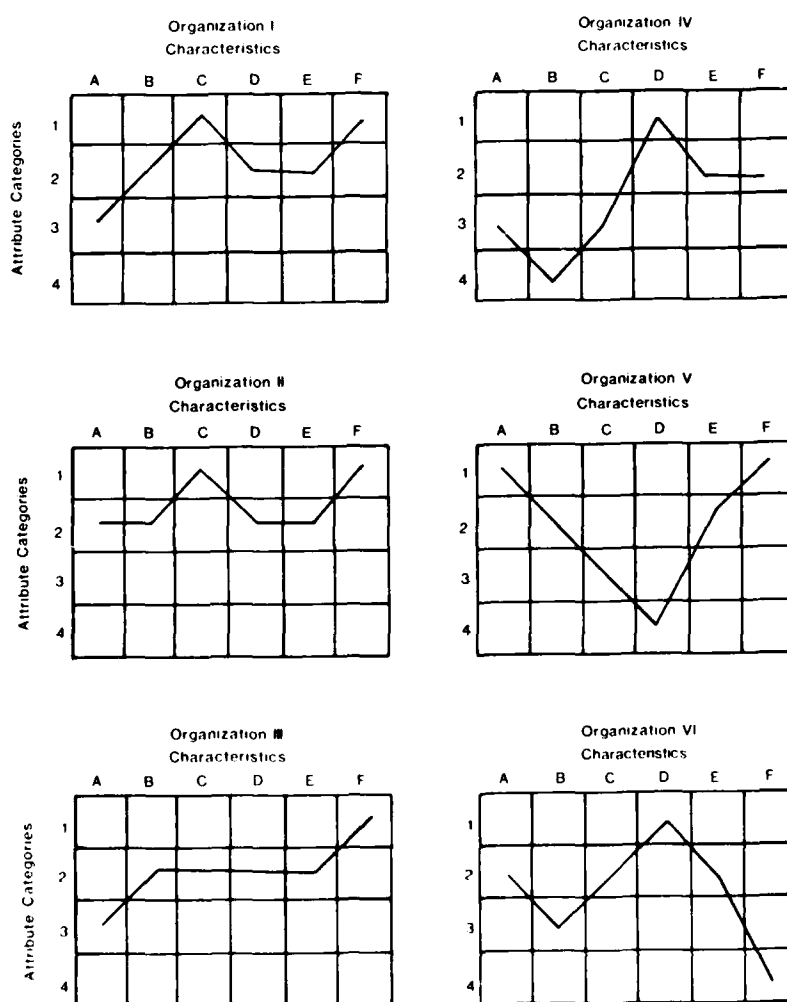 Organization I
Characteristics
A B C D E F
Attribute Categories
1
2
3
4
Organization IV
Characteristics
A B C D E F
1
2
3
4
Organization II
Characteristics
A B C D E F
Attribute Categories
1
2
3
4
Organization V
Characteristics
A B C D E F
1
2
3
4
Organization III
Characteristics
A B C D E F
Attribute Categories
1
2
3
4
Organization VI
Characteristics
A B C D E F
1
2
3
4